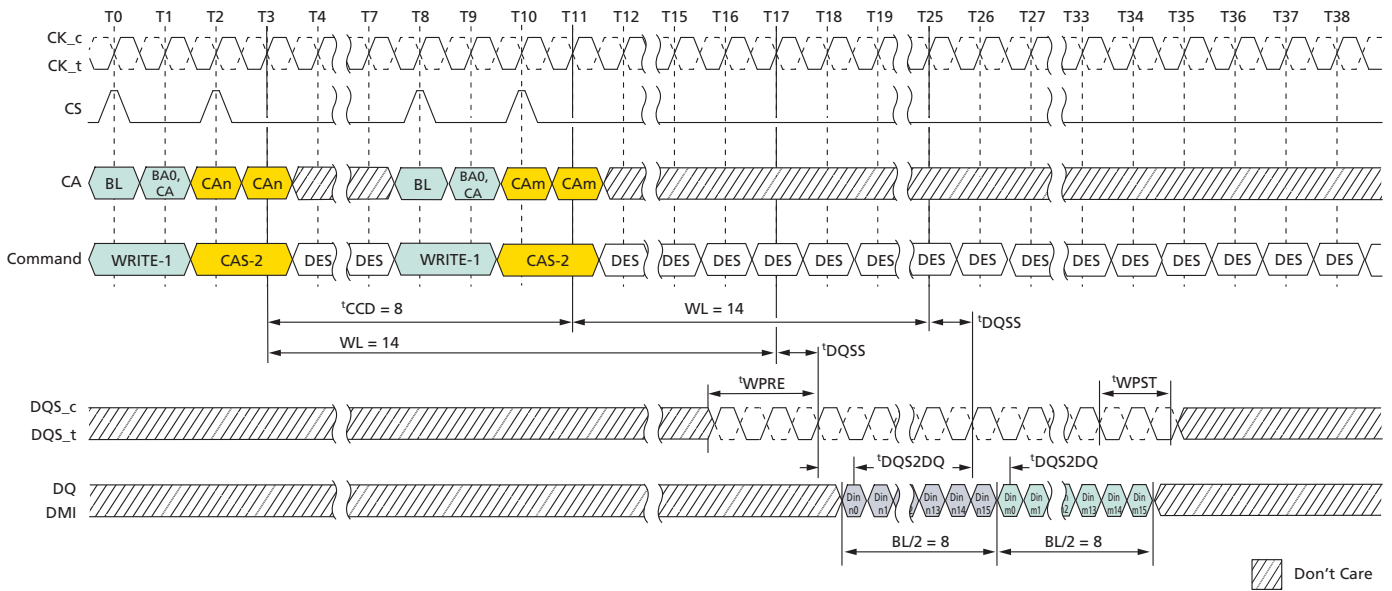 T0 T1 T2 T3 T4 T7 T8 T9 T10 T11 T12 T15 T16 T17 T18 T19 T25 T26 T27 T33 T34 T35 T36 T37 T38
CK_c
CK_t
CS
CA BL BA0, CA CAn CAn BL BA0, CA CAm CAm
Command WRITE-1 CAS-2 DES DES WRITE-1 CAS-2 DES DES DES DES DES DES DES DES DES DES DES DES DES DES DES
tCCD = 8 WL = 14 tDQSS
WL = 14 tDQSS
tWPRE tWPST
DQS_c
DQS_t
tDQS2DQ tDQS2DQ
DQ
DMI
Din n0 Din n1 Din n13 Din n14 Din n15 Din m0 Din m1 Din m13 Din m14 Din m15
BL/2 = 8 BL/2 = 8
Don't Care